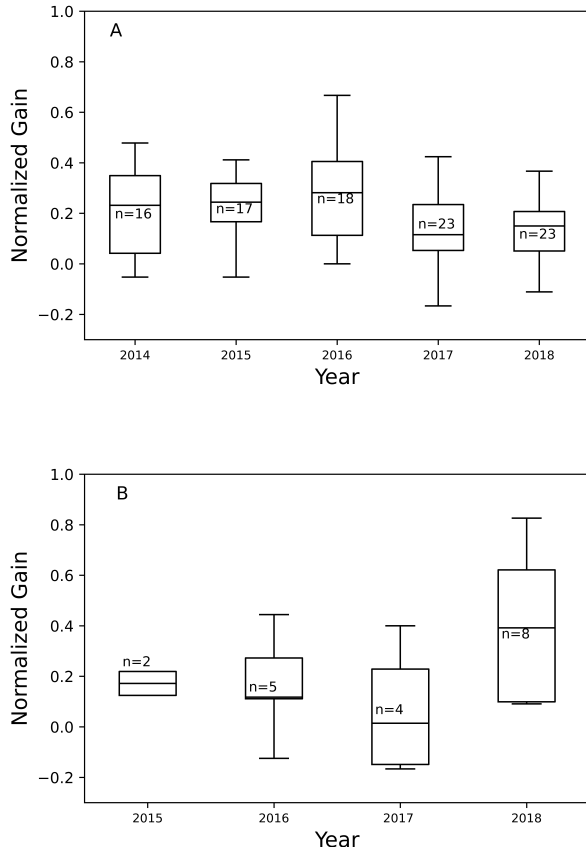 A
1.0
0.8
0.6
0.4
0.2
0.0
−0.2
Normalized Gain
n=16
n=17
n=18
n=23
n=23
2014 2015 2016 2017 2018
Year
B
1.0
0.8
0.6
0.4
0.2
0.0
−0.2
Normalized Gain
n=2
n=5
n=4
n=8
2015 2016 2017 2018
Year